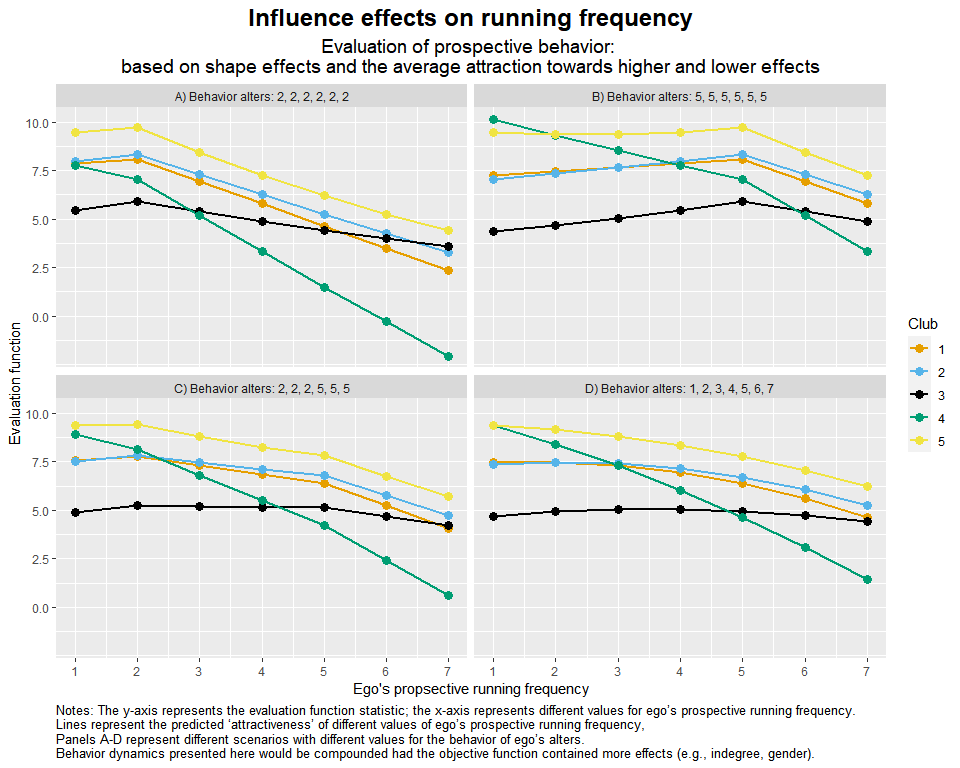 Influence effects on running frequency
Evaluation of prospective behavior:
based on shape effects and the average attraction towards higher and lower effects
A) Behavior alters: 2, 2, 2, 2, 2, 2
B) Behavior alters: 5, 5, 5, 5, 5, 5
10.0
7.5
5.0
2.5
0.0
C) Behavior alters: 2, 2, 2, 5, 5, 5
D) Behavior alters: 1, 2, 3, 4, 5, 6, 7
10.0
7.5
5.0
2.5
0.0
Evaluation function
1 2 3 4 5 6 7
1 2 3 4 5 6 7
Ego's propsective running frequency
Club
1
2
3
4
5
Notes: The y-axis represents the evaluation function statistic; the x-axis represents different values for ego's prospective running frequency.
Lines represent the predicted ‘attractiveness’ of different values of ego's prospective running frequency,
Panels A-D represent different scenarios with different values for the behavior of ego's alters.
Behavior dynamics presented here would be compounded had the objective function contained more effects (e.g., indegree, gender).